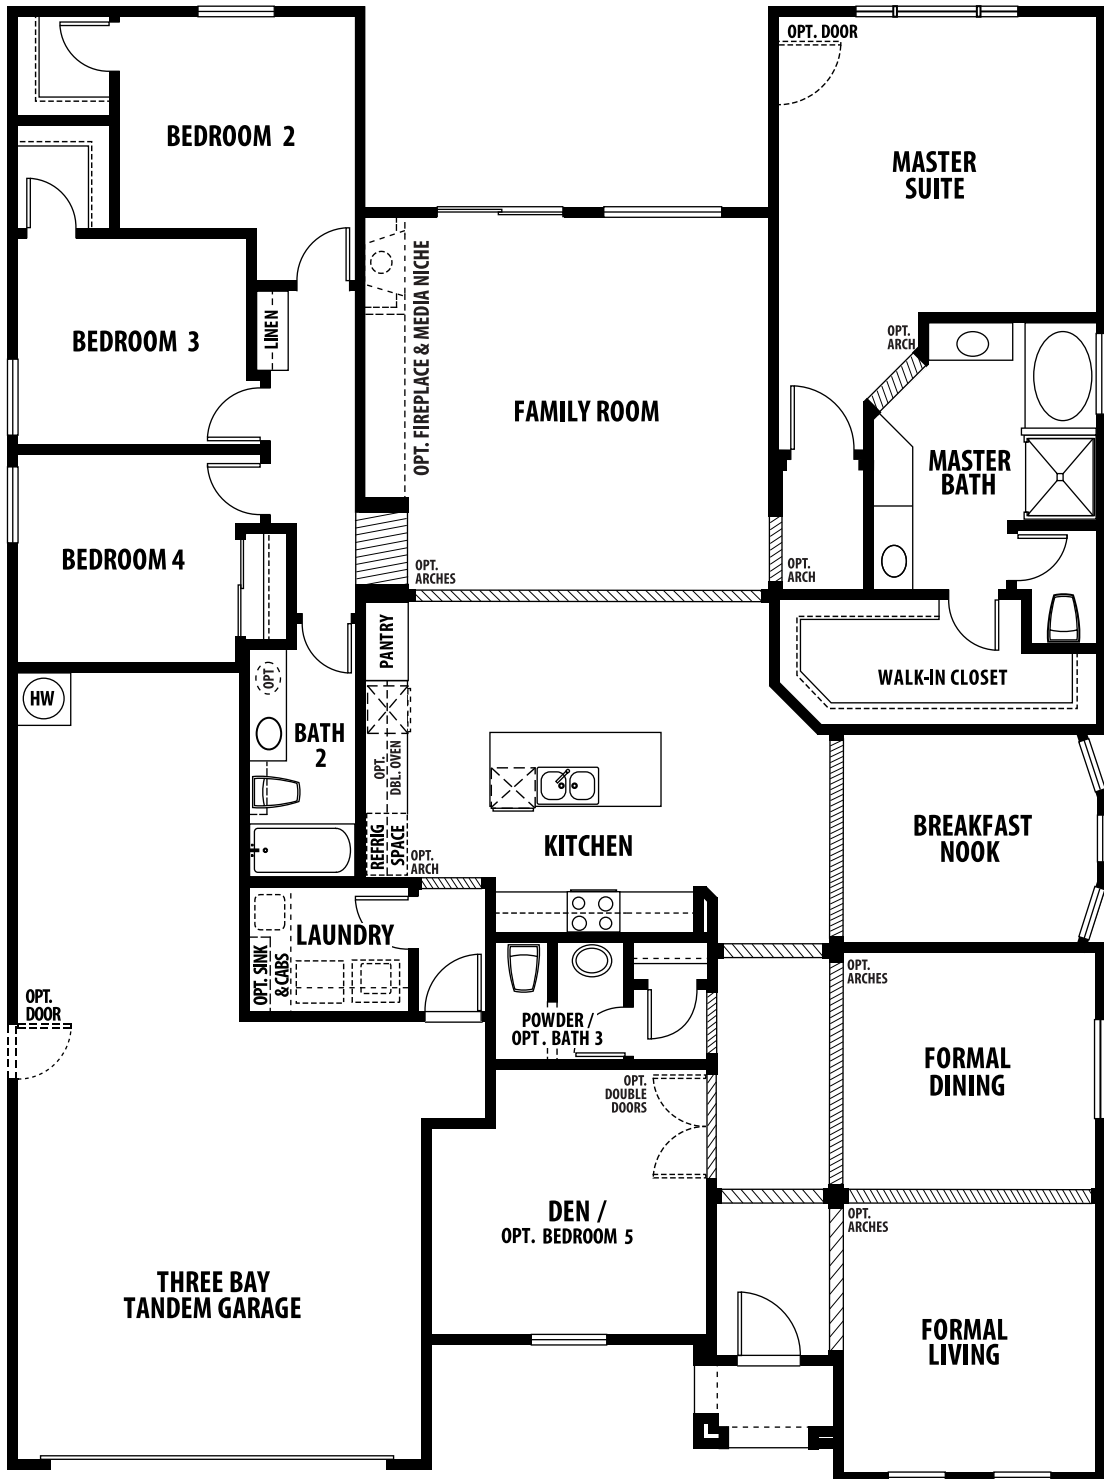 OPT. DOOR
BEDROOM 2
MASTER
SUITE
OPT. FIREPLACE & MEDIA NICHE
LINEN
BEDROOM 3
OPT.
ARCH
FAMILY ROOM
MASTER
BATH
BEDROOM 4
OPT.
ARCHES
OPT.
ARCH
PANTRY
OPT
HW
WALK-IN CLOSET
BATH
2
OPT.
DBL. OVEN
REFRIG
SPACE
KITCHEN
BREAKFAST
NOOK
OPT.
ARCH
LAUNDRY
OPT. SINK
& CABS
OPT.
DOOR
POWDER /
OPT. BATH 3
OPT.
ARCHES
FORMAL
DINING
OPT.
DOUBLE
DOORS
DEN /
OPT. BEDROOM 5
OPT.
ARCHES
THREE BAY
TANDEM GARAGE
FORMAL
LIVING